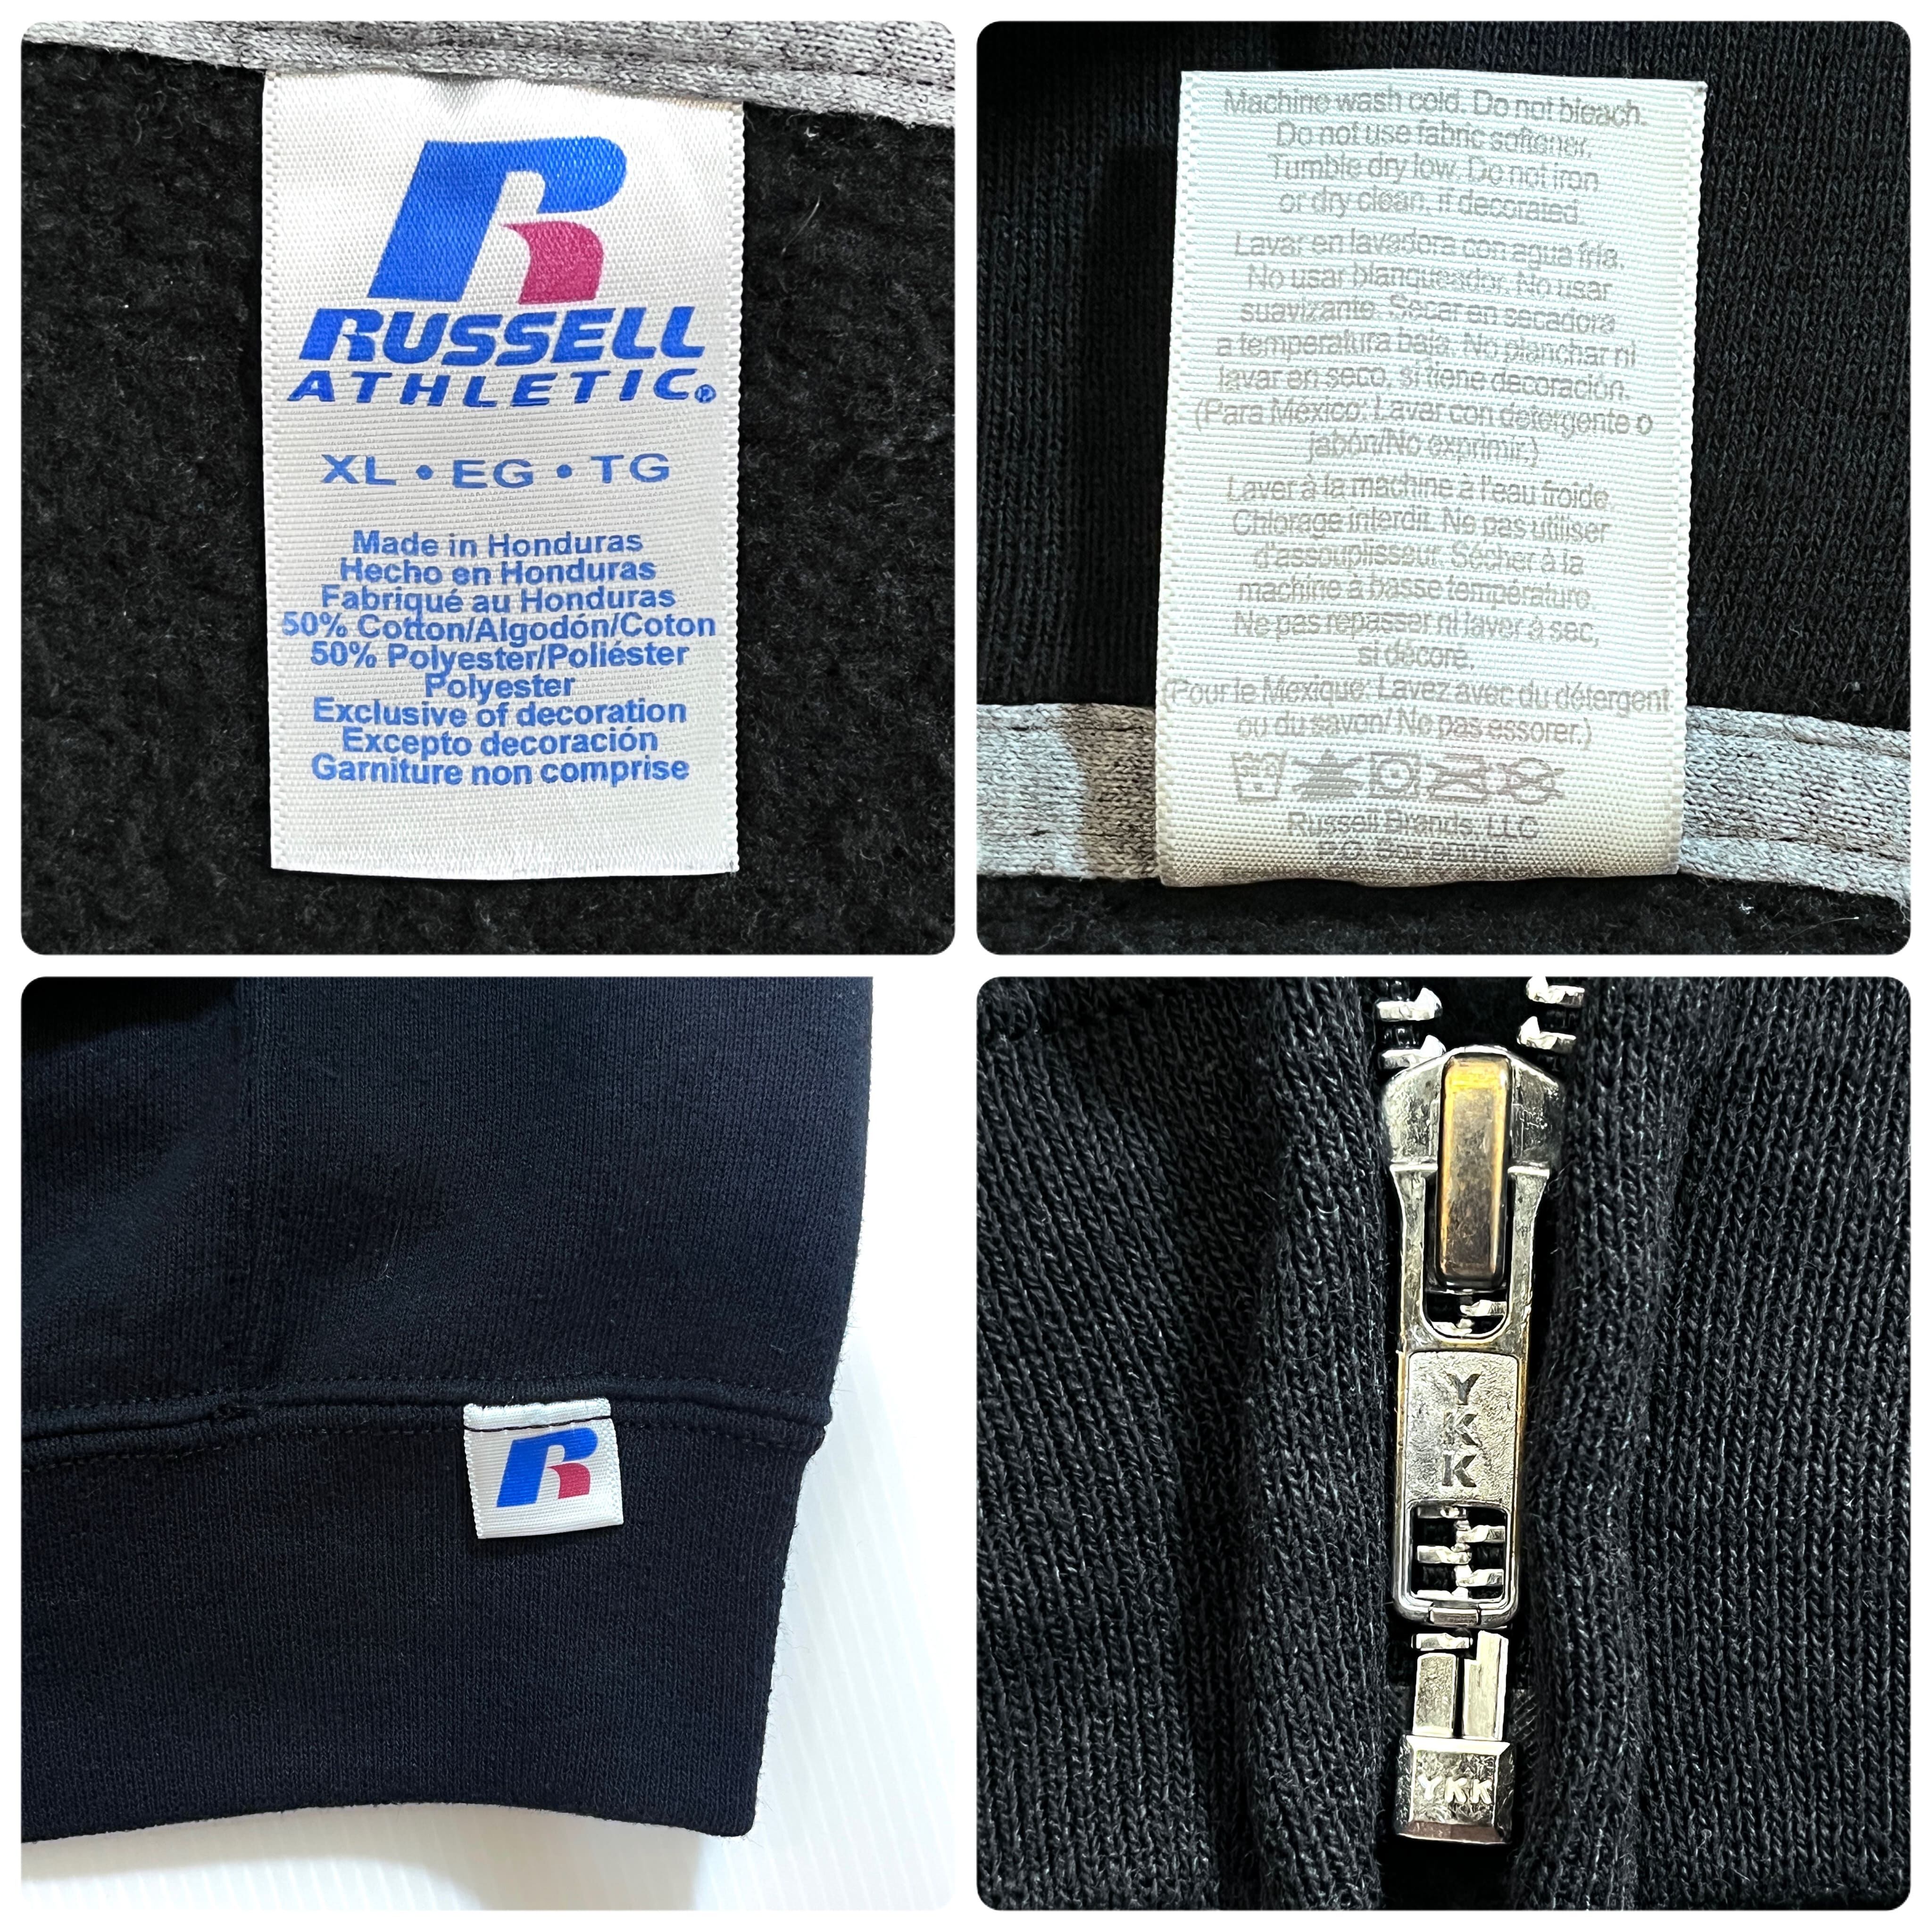 RUSSELL
ATHLETIC®
XL • EG • TG
Made in Honduras
Hecho en Honduras
Fabriqué au Honduras
50% Cotton/Algodón/Coton
50% Polyester/Poliéster
Polyester
Exclusive of decoration
Excepto decoración
Garniture non comprise
Machine wash cold. Do not bleach.
Do not use fabric softener.
Tumble dry low. Do not iron
or dry clean, if decorated.
Lavar en lavadora con agua fría.
No usar blanqueador. No usar
suavizante. Secar en secadora
a temperatura baja. No planchar ni
lavar en seco, si tiene decoración.
(Para México: Lavar con detergente o
jabón/No exprimir.)
Laver à la machine à l'eau froide.
Chlorage interdit. Ne pas utiliser
d'assouplisseur. Sécher à la
machine à basse température.
Ne pas repasser ni laver à sec,
si décoré.
(Pour le Mexique: Lavez avec du détergent
ou du savon/ Ne pas essorer.)
Russell Brands, LLC
P.O. Box
R
YKK
YKK